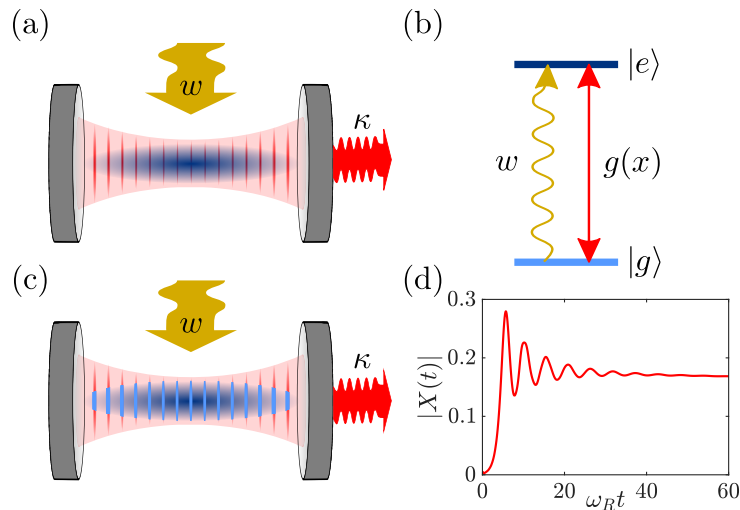 (a)
w
κ
(b)
|e⟩
w
g(x)
|g⟩
(c)
w
κ
(d)
|X(t)|
0.3
0.2
0.1
0
0
20
40
60
ω_R t